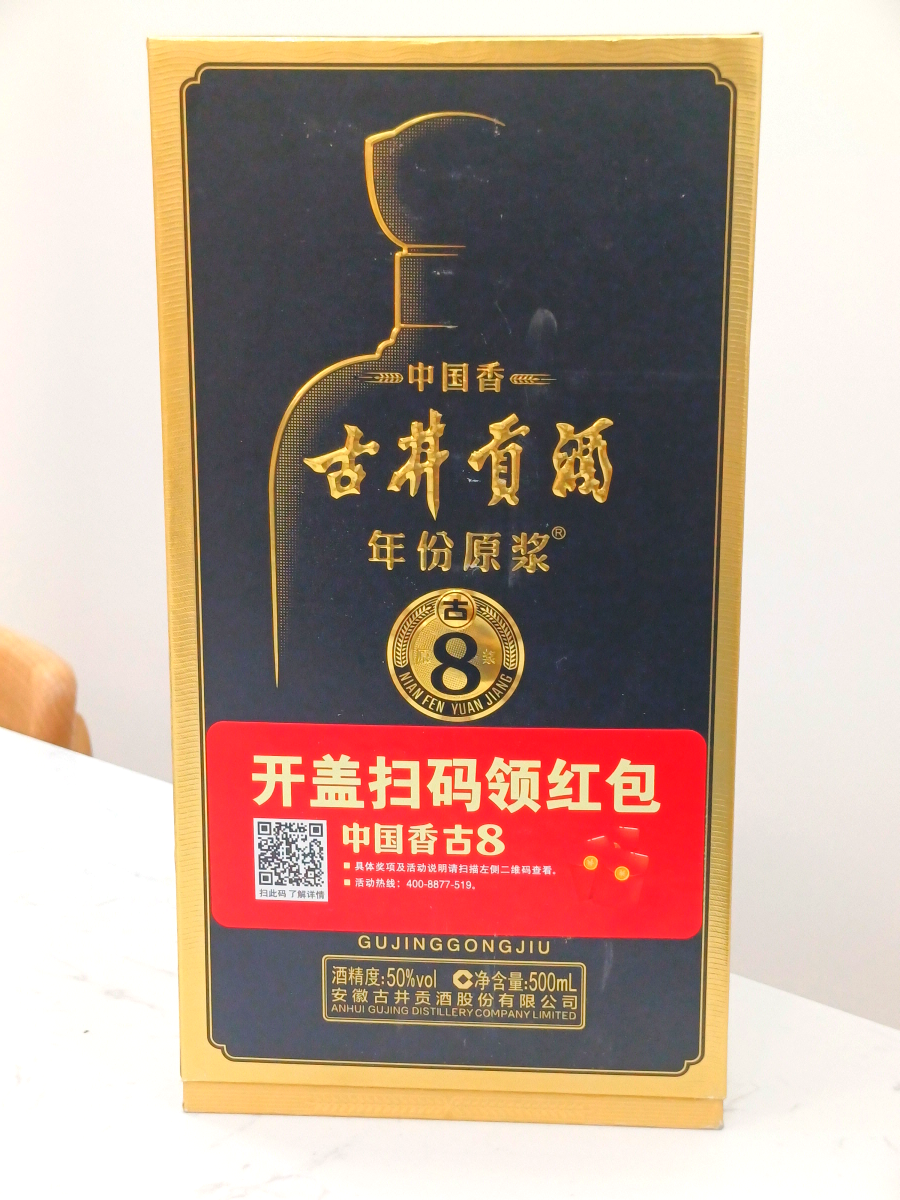 中国香
古井贡酒
年份原浆®
古
原 8 浆
NIAN FEN YUAN JIANG
开盖扫码领红包
中国香古8
具体奖项及活动说明请扫描左侧二维码查看。
活动热线：400-8877-519。
扫此码 了解详情
GUJINGGONGJIU
酒精度:50%vol 净含量:500mL
安徽古井贡酒股份有限公司
ANHUI GUJING DISTILLERY COMPANY LIMITED